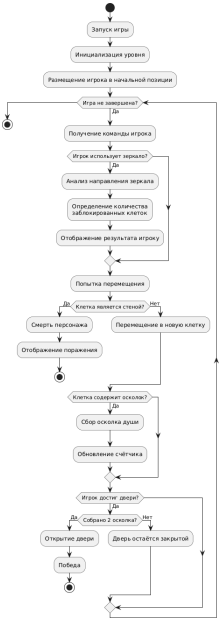 Запуск игры
Инициализация уровня
Размещение игрока в начальной позиции
Игра не завершена?
Да
Получение команды игрока
Игрок использует зеркало?
Да
Анализ направления зеркала
Определение количества
заблокированных клеток
Отображение результата игроку
Попытка перемещения
Да
Клетка является стеной?
Нет
Смерть персонажа
Перемещение в новую клетку
Отображение поражения
Клетка содержит осколок?
Да
Сбор осколка души
Обновление счётчика
Игрок достиг двери?
Да
Да
Собрано 2 осколка?
Нет
Открытие двери
Дверь остаётся закрытой
Победа